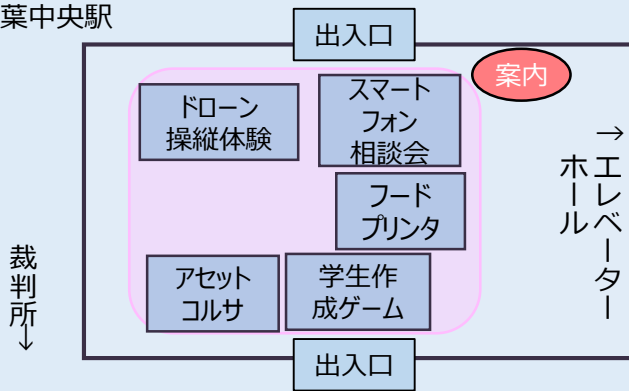 葉中央駅
出入口
案内
ドローン
操縦体験
スマート
フォン
相談会
フード
プリンタ
→エレベーター
ホール
アセット
コルサ
学生作
成ゲーム
裁判所↓
出入口